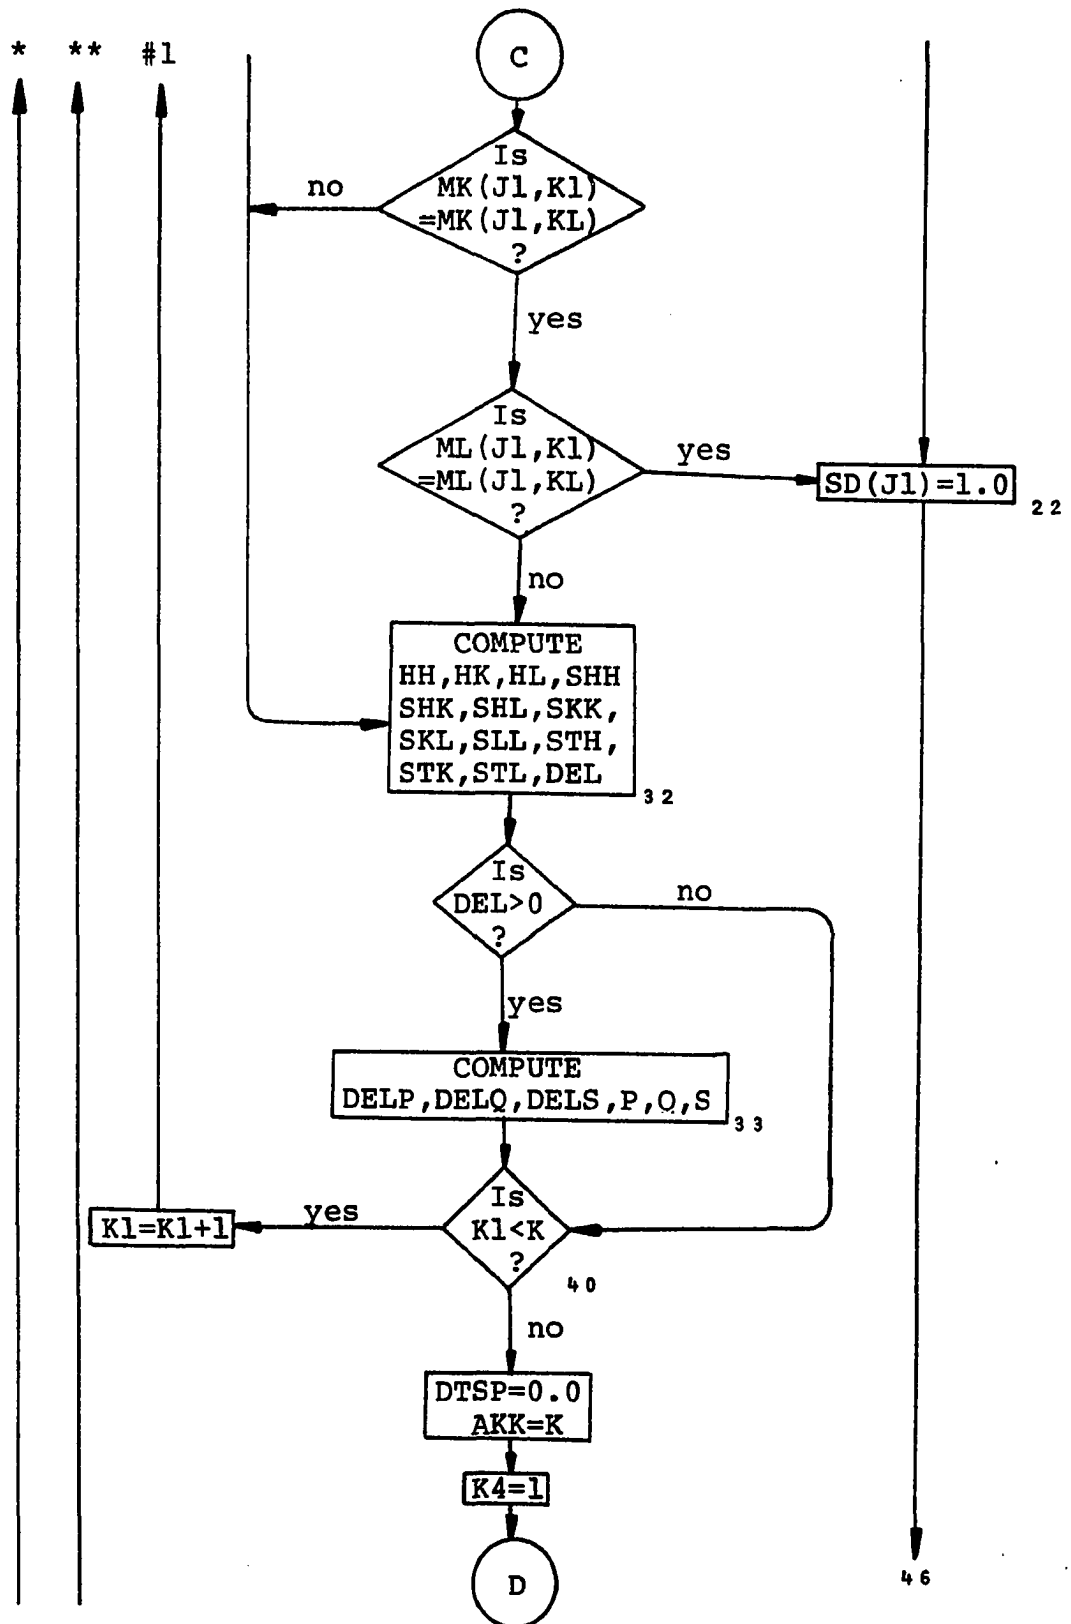 * ** #1
C
Is
MK(J1,K1)
=MK(J1,KL)
?
no
yes
Is
ML(J1,K1)
=ML(J1,KL)
?
yes
SD(J1)=1.0
22
no
COMPUTE
HH,HK,HL,SHH
SHK,SHL,SKK,
SKL,SLL,STH,
STK,STL,DEL
32
Is
DEL>0
?
no
yes
COMPUTE
DELP,DELQ,DELS,P,Q,S
33
Is
K1<K
?
yes
K1=K1+1
40
no
DTSP=0.0
AKK=K
K4=1
D
46